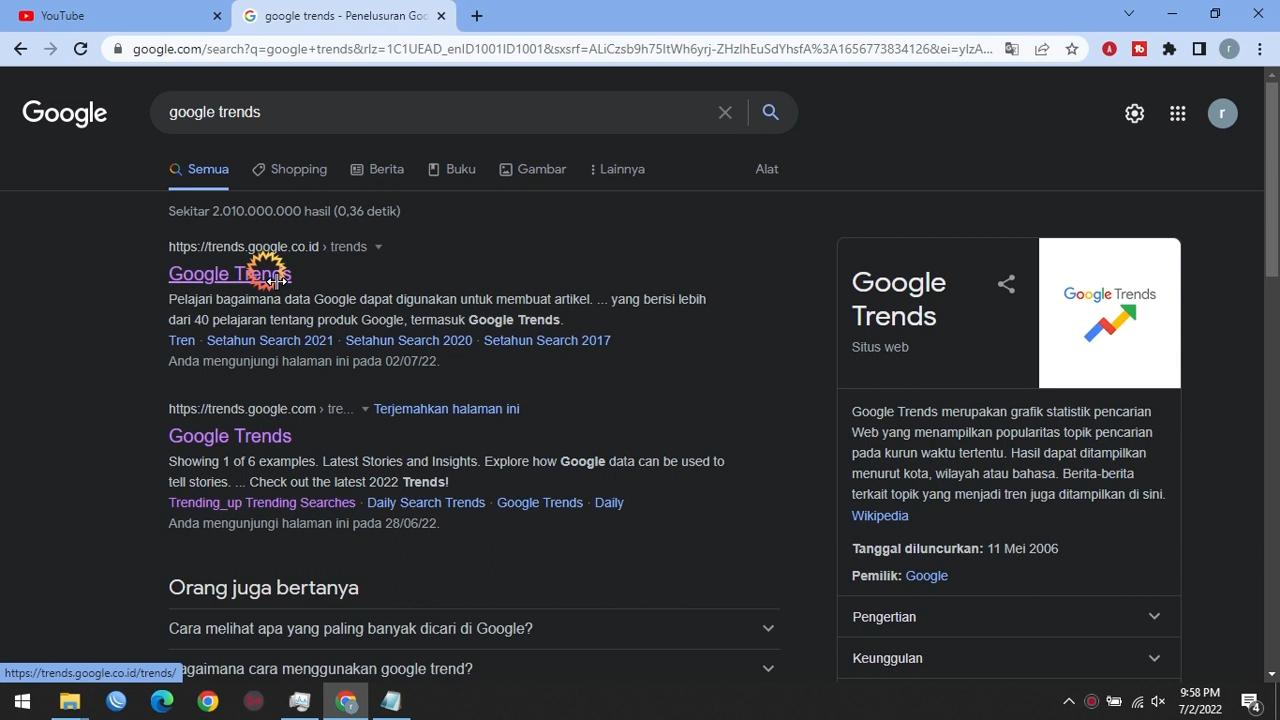 YouTube
google trends - Penelusuran Goo
google.com/search?q=google+trends&rlz=1C1UEAD_enID1001ID1001&sxsrf=ALiCzsb9h75ltWh6yrj-HZlhEuSdYhsfA%3A1656773834126&ei=ylzA...
r
Google
google trends
r
Semua
Shopping
Berita
Buku
Gambar
Lainnya
Alat
Sekitar 2.010.000.000 hasil (0,36 detik)
https://trends.google.co.id › trends
Google Trends
Pelajari bagaimana data Google dapat digunakan untuk membuat artikel. ... yang berisi lebih
dari 40 pelajaran tentang produk Google, termasuk Google Trends.
Tren · Setahun Search 2021 · Setahun Search 2020 · Setahun Search 2017
Anda mengunjungi halaman ini pada 02/07/22.
https://trends.google.com › tre... Terjemahkan halaman ini
Google Trends
Showing 1 of 6 examples. Latest Stories and Insights. Explore how Google data can be used to
tell stories. ... Check out the latest 2022 Trends!
Trending_up Trending Searches · Daily Search Trends · Google Trends · Daily
Anda mengunjungi halaman ini pada 28/06/22.
Orang juga bertanya
Cara melihat apa yang paling banyak dicari di Google?
agaimana cara menggunakan google trend?
Google
Trends
Situs web
Google Trends
Google Trends merupakan grafik statistik pencarian
Web yang menampilkan popularitas topik pencarian
pada kurun waktu tertentu. Hasil dapat ditampilkan
menurut kota, wilayah atau bahasa. Berita-berita
terkait topik yang menjadi tren juga ditampilkan di sini.
Wikipedia
Tanggal diluncurkan: 11 Mei 2006
Pemilik: Google
Pengertian
Keunggulan
https://trends.google.co.id/trends/
9:58 PM
7/2/2022
4